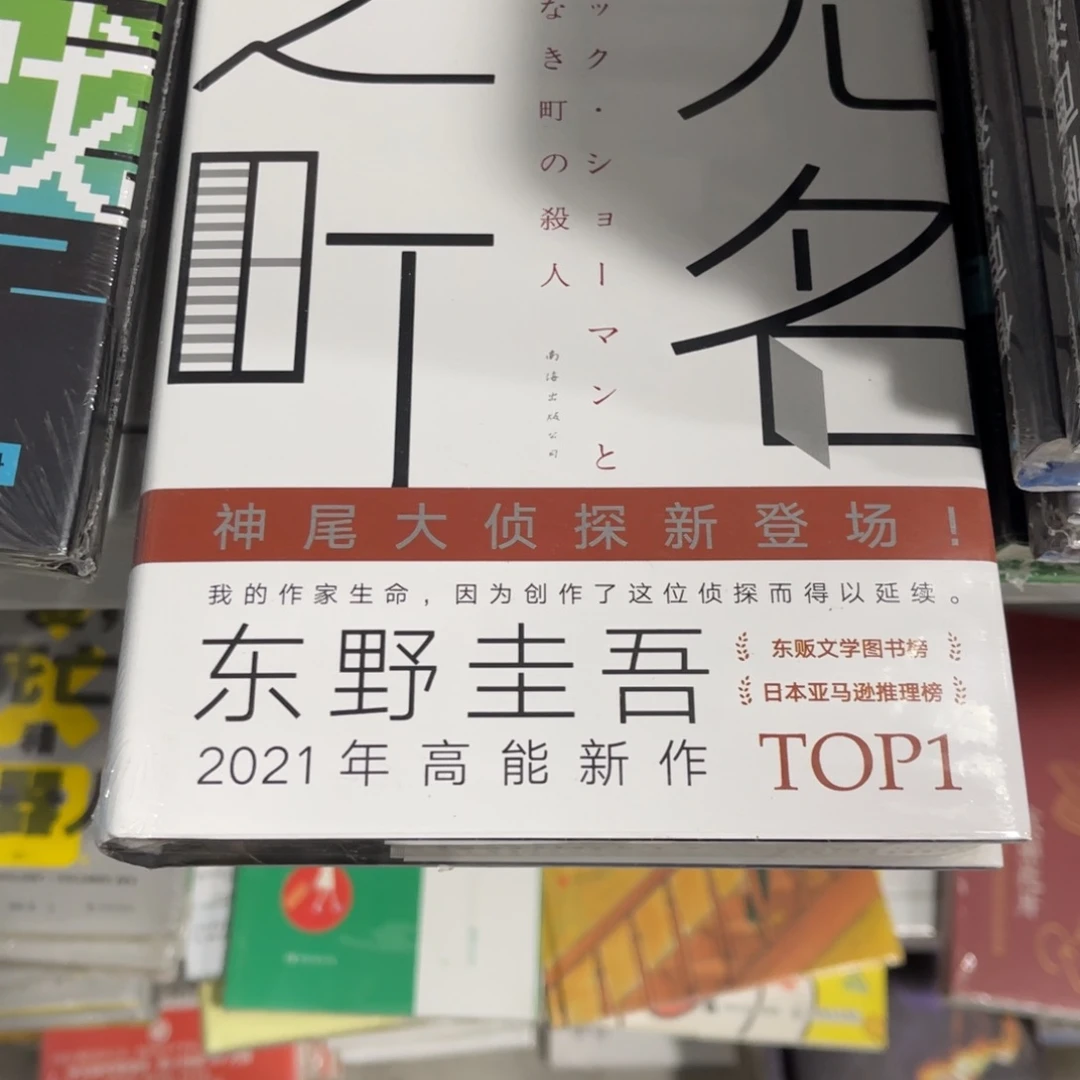 无名
之町
ック・ショーマンと
なき町の殺人
南海出版公司
神尾大侦探新登场！
我的作家生命，因为创作了这位侦探而得以延续。
东野圭吾
2021年高能新作
东贩文学图书榜
日本亚马逊推理榜
TOP1